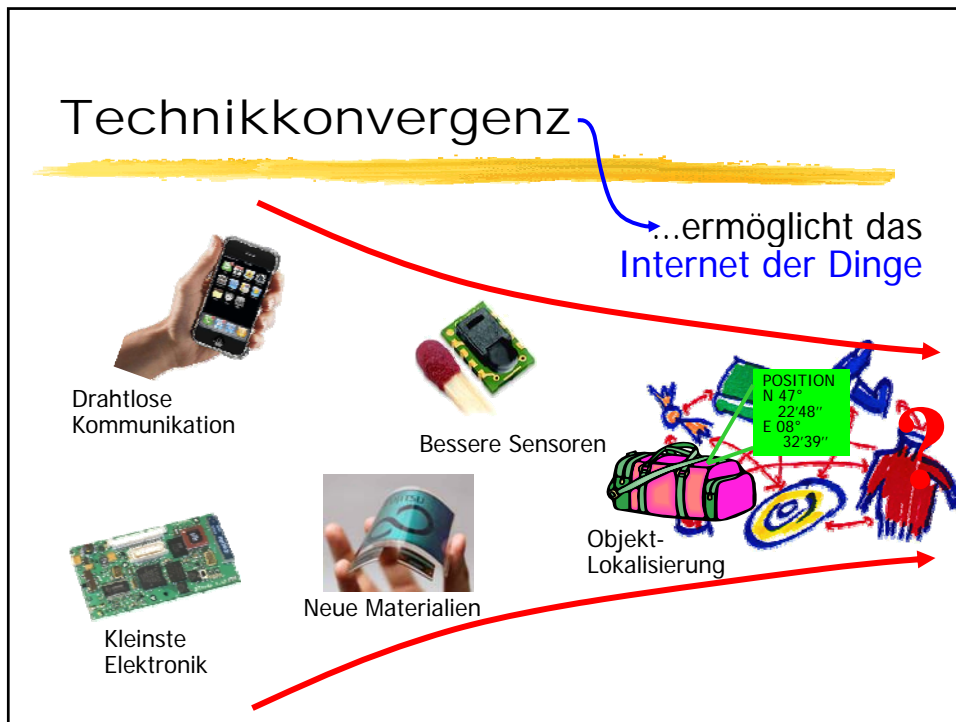 Technikkonvergenz
...ermöglicht das
Internet der Dinge
Drahtlose
Kommunikation
Bessere Sensoren
POSITION
N 47°
22'48''
E 08°
32'39''
?
Objekt-
Lokalisierung
Neue Materialien
Kleinste
Elektronik